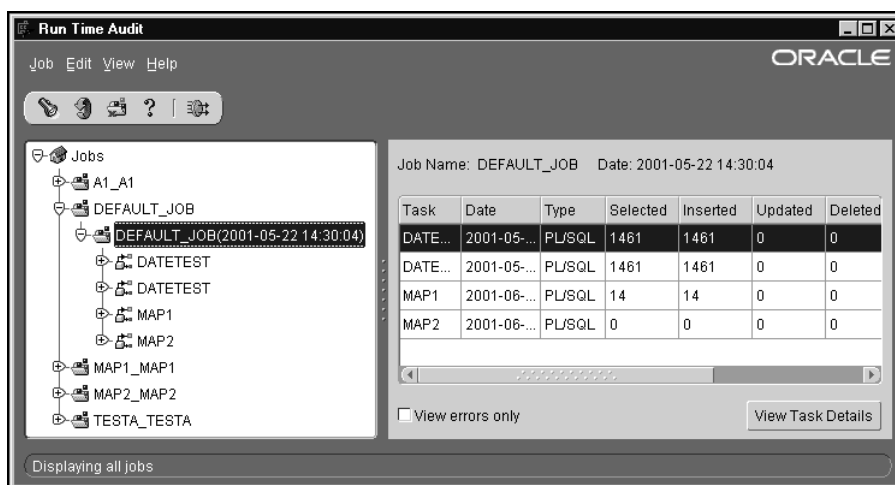 Run Time Audit
Job Edit View Help
ORACLE
?
Jobs
A1_A1
DEFAULT_JOB
DEFAULT_JOB(2001-05-22 14:30:04)
DATETEST
DATETEST
MAP1
MAP2
MAP1_MAP1
MAP2_MAP2
TESTA_TESTA
Job Name: DEFAULT_JOB Date: 2001-05-22 14:30:04
Task Date Type Selected Inserted Updated Deleted
DATE... 2001-05-... PL/SQL 1461 1461 0 0
DATE... 2001-05-... PL/SQL 1461 1461 0 0
MAP1 2001-06-... PL/SQL 14 14 0 0
MAP2 2001-06-... PL/SQL 0 0 0 0
View errors only
View Task Details
Displaying all jobs